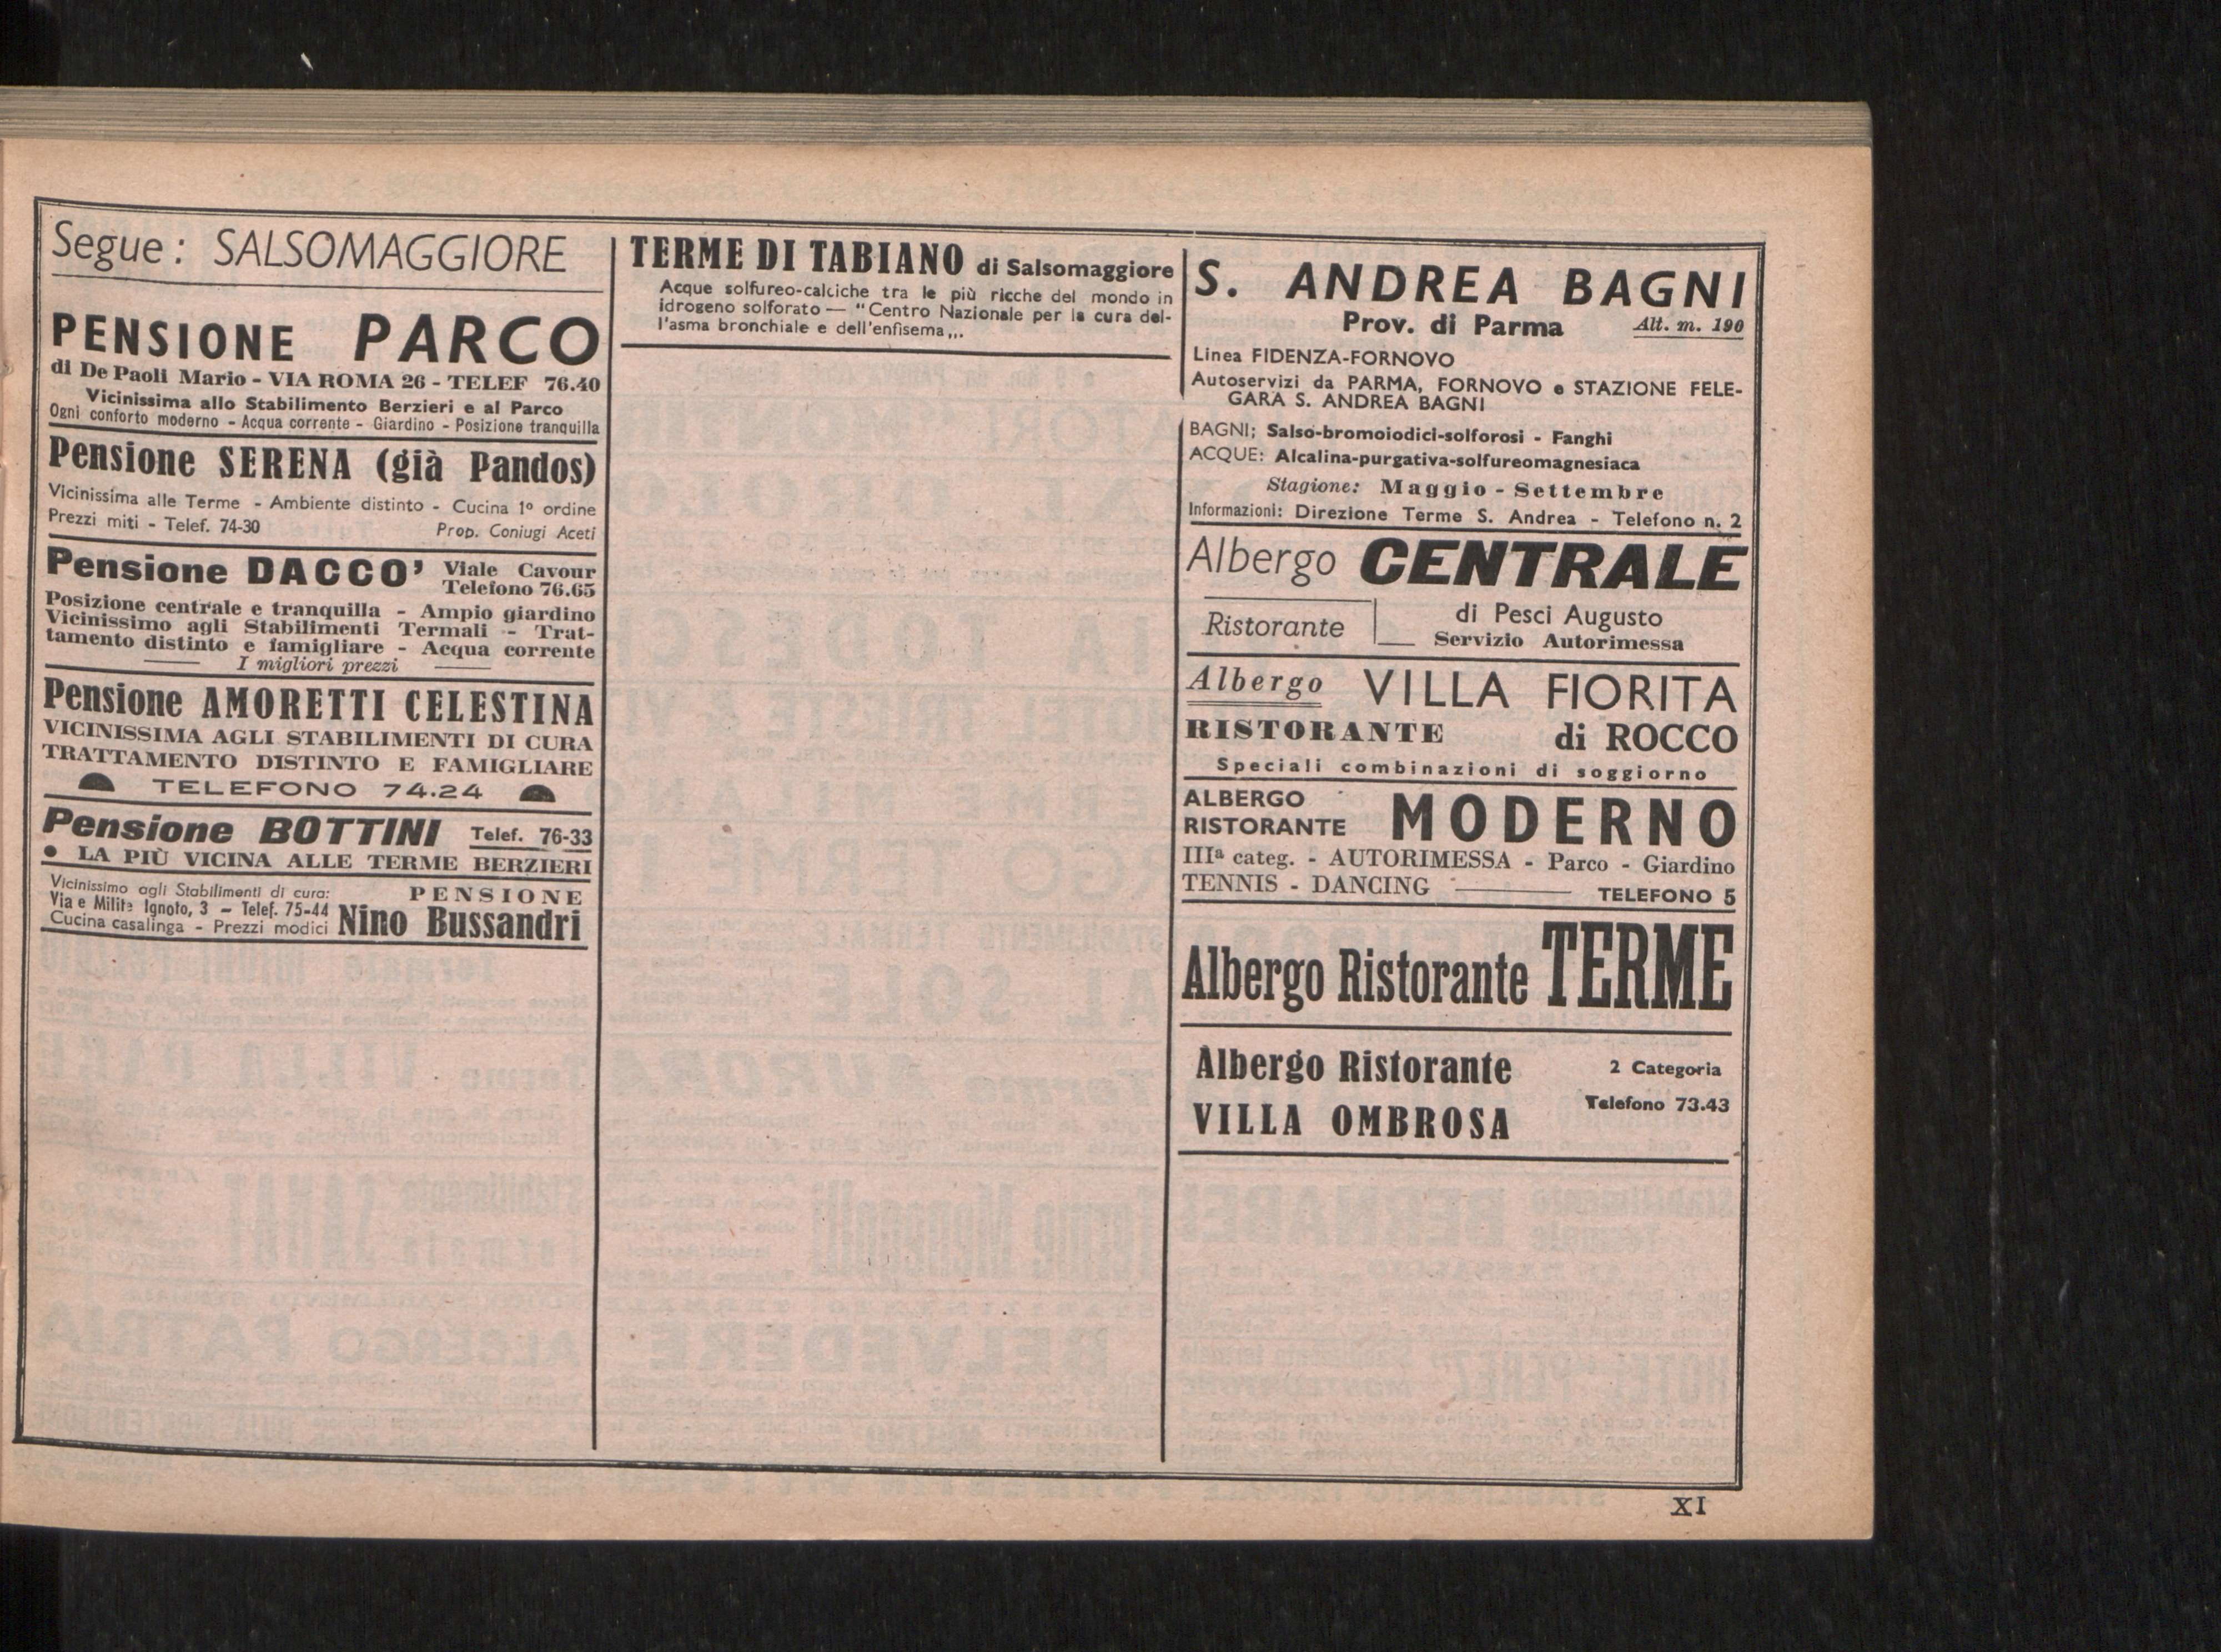 Segue: SALSOMAGGIORE
PENSIONE PARCO
di De Paoli Mario - VIA ROMA 26 - TELEF 76.40
Vicinissima allo Stabilimento Berzieri e al Parco
Ogni conforto moderno - Acqua corrente - Giardino - Posizione tranquilla
Pensione SERENA (già Pandos)
Vicinissima alle Terme - Ambiente distinto - Cucina 1º ordine
Prezzi miti - Telef. 74-30 Prop. Coniugi Aceti
Pensione DACCO' Viale Cavour
Telefono 76.65
Posizione centrale e tranquilla - Ampio giardino
Vicinissimo agli Stabilimenti Termali - Trat-
tamento distinto e famigliare - Acqua corrente
I migliori prezzi
Pensione AMORETTI CELESTINA
VICINISSIMA AGLI STABILIMENTI DI CURA
TRATTAMENTO DISTINTO E FAMIGLIARE
TELEFONO 74.24
Pensione BOTTINI Telef. 76-33
• LA PIÙ VICINA ALLE TERME BERZIERI
Vicinissimo agli Stabilimenti di cura:
Via e Milite Ignoto, 3 - Telef. 75-44
Cucina casalinga - Prezzi modici
PENSIONE
Nino Bussandri
TERME DI TABIANO di Salsomaggiore
Acque solfureo-calciche tra le più ricche del mondo in
idrogeno solforato — "Centro Nazionale per la cura del-
l'asma bronchiale e dell'enfisema„.
S. ANDREA BAGNI
Prov. di Parma Alt. m. 190
Linea FIDENZA-FORNOVO
Autoservizi da PARMA, FORNOVO e STAZIONE FELE-
GARA S. ANDREA BAGNI
BAGNI; Salso-bromoiodici-solforosi - Fanghi
ACQUE: Alcalina-purgativa-solfureomagnesiaca
Stagione: Maggio - Settembre
Informazioni: Direzione Terme S. Andrea - Telefono n. 2
Albergo CENTRALE
Ristorante
di Pesci Augusto
Servizio Autorimessa
Albergo VILLA FIORITA
RISTORANTE di ROCCO
Speciali combinazioni di soggiorno
ALBERGO
RISTORANTE MODERNO
IIIª categ. - AUTORIMESSA - Parco - Giardino
TENNIS - DANCING TELEFONO 5
Albergo Ristorante TERME
Albergo Ristorante 2 Categoria
VILLA OMBROSA Telefono 73.43
XI